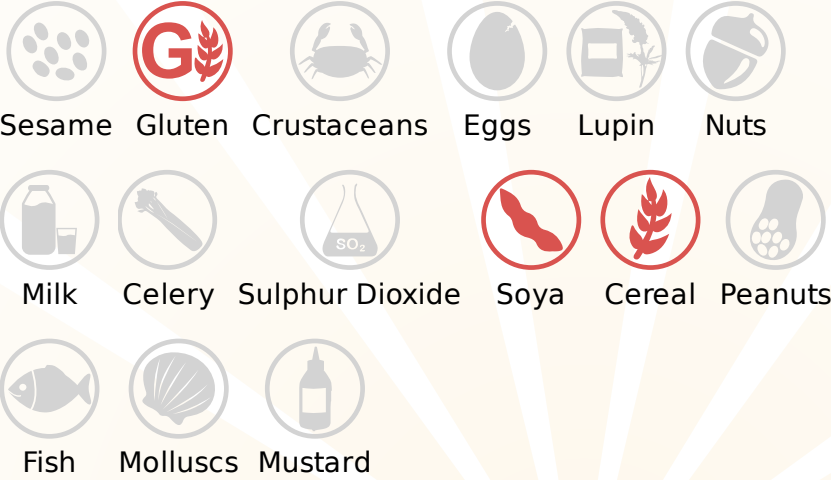 G
Sesame Gluten Crustaceans Eggs Lupin Nuts
SO₂
Milk Celery Sulphur Dioxide Soya Cereal Peanuts
Fish Molluscs Mustard